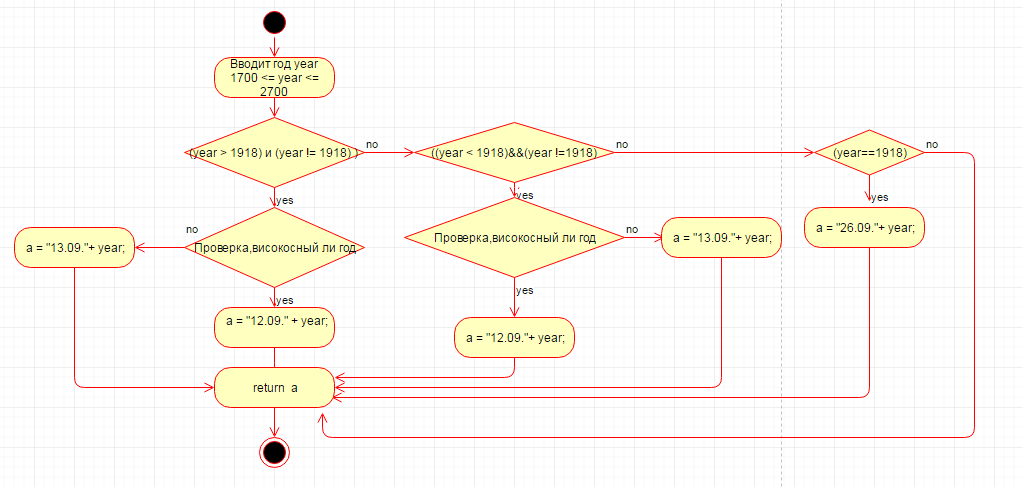 Вводит год year
1700 <= year <=
2700
(year > 1918) и (year != 1918) )
no
((year < 1918)&&(year !=1918)
no
(year==1918)
no
yes
yes
yes
no
Проверка,високосный ли год
a = "13.09."+ year;
Проверка,високосный ли год
no
a = "13.09."+ year;
a = "26.09."+ year;
yes
a = "12.09." + year;
yes
a = "12.09."+ year;
return a